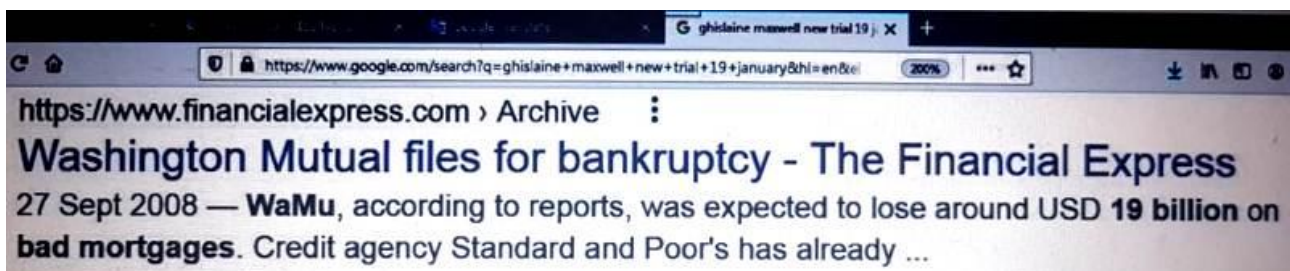 ghislaine maxwell new trial 19 j
https://www.google.com/search?q=ghislaine+maxwell+new+trial+19+january&hl=en&ei
200%
https://www.financialexpress.com › Archive
Washington Mutual files for bankruptcy - The Financial Express
27 Sept 2008 — WaMu, according to reports, was expected to lose around USD 19 billion on
bad mortgages. Credit agency Standard and Poor's has already ...